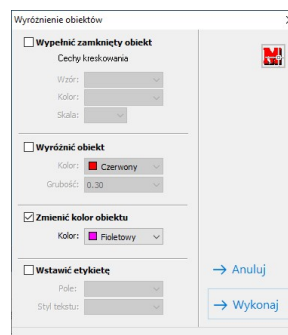 Wyróżnienie obiektów
Wypełnić zamknięty obiekt
Cechy kreskowania
Wzór:
Kolor:
Skala:
Wyróżnić obiekt
Kolor: Czerwony
Grubość: 0.30
Zmienić kolor obiektu
Kolor: Fioletowy
Wstawić etykietę
Pole:
Styl tekstu:
→ Anuluj
→ Wykonaj